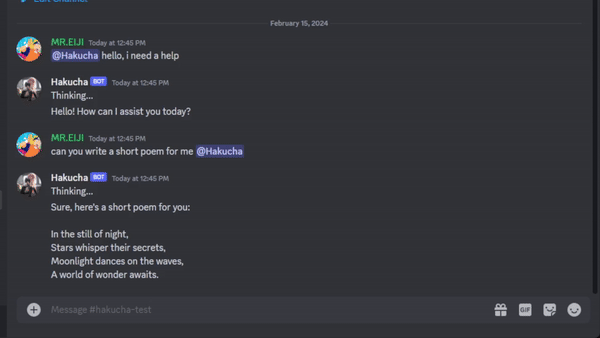 Edit Channel
February 15, 2024
MR.EIJI Today at 12:45 PM
@Hakucha hello, i need a help
Hakucha BOT Today at 12:45 PM
Thinking...
Hello! How can I assist you today?
MR.EIJI Today at 12:45 PM
can you write a short poem for me @Hakucha
Hakucha BOT Today at 12:45 PM
Thinking...
Sure, here's a short poem for you:
In the still of night,
Stars whisper their secrets,
Moonlight dances on the waves,
A world of wonder awaits.
Message #hakucha-test
GIF